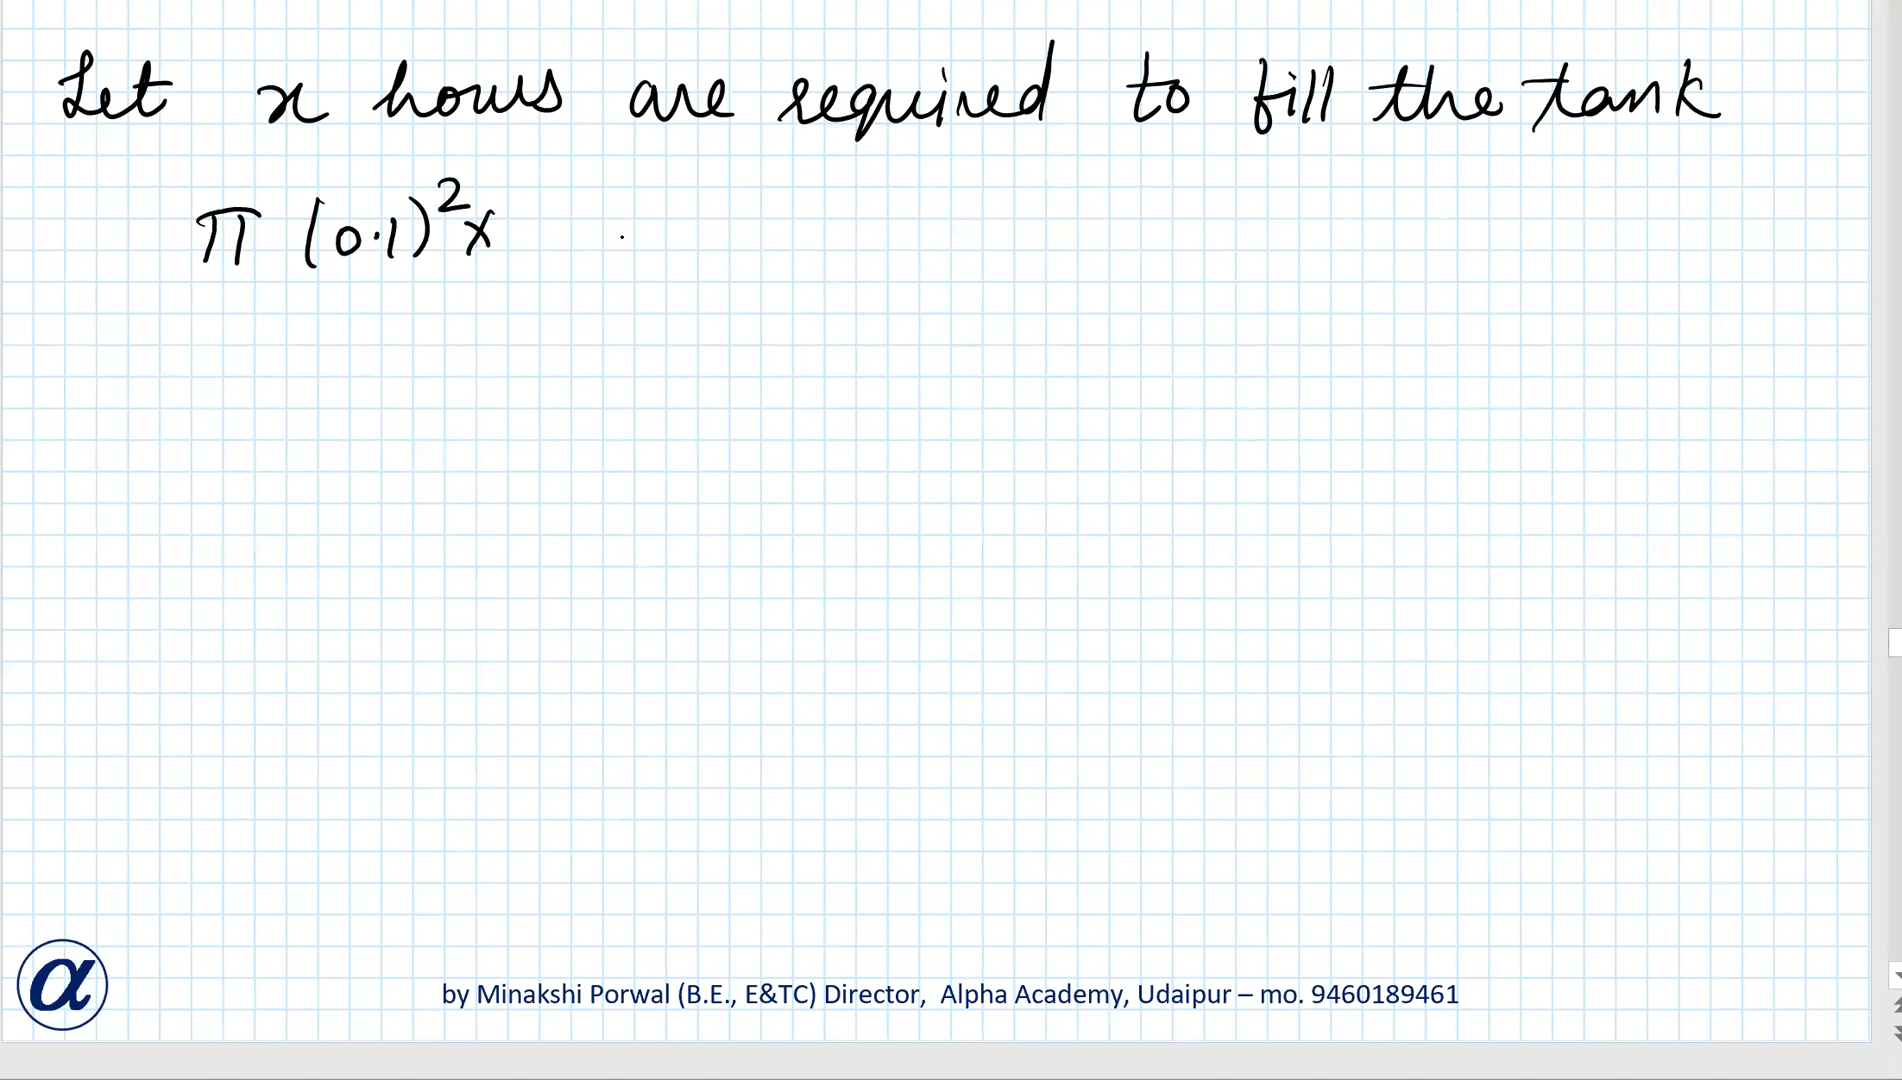 Let x hours are required to fill the tank
π (0.1)²×
α
by Minakshi Porwal (B.E., E&TC) Director, Alpha Academy, Udaipur – mo. 9460189461